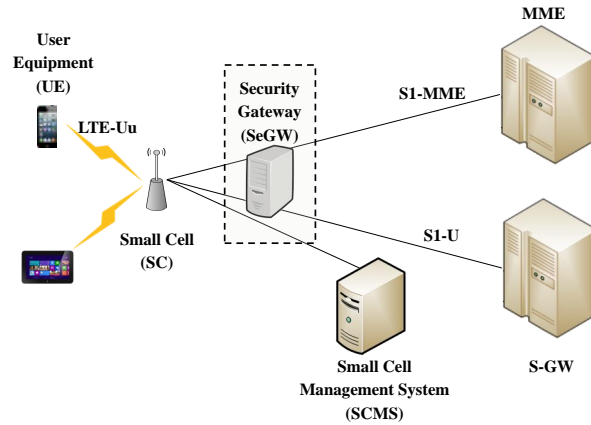 MME
User
Equipment
(UE)
Security
Gateway
(SeGW)
S1-MME
LTE-Uu
Small Cell
(SC)
S1-U
Small Cell
Management System
(SCMS)
S-GW